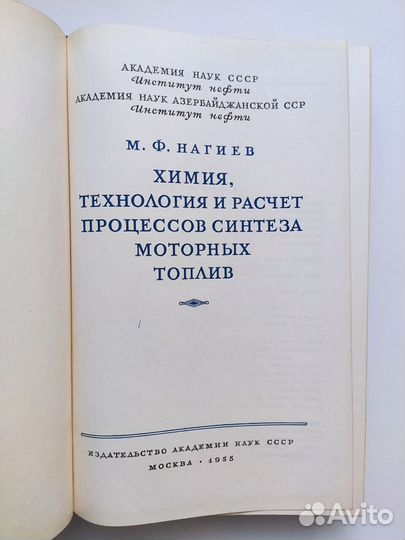 АКАДЕМИЯ НАУК СССР
Институт нефти
АКАДЕМИЯ НАУК АЗЕРБАЙДЖАНСКОЙ ССР
Институт нефти
М. Ф. НАГИЕВ
ХИМИЯ,
ТЕХНОЛОГИЯ И РАСЧЕТ
ПРОЦЕССОВ СИНТЕЗА
МОТОРНЫХ
ТОПЛИВ
ИЗДАТЕЛЬСТВО АКАДЕМИИ НАУК СССР
МОСКВА · 1955
Avito